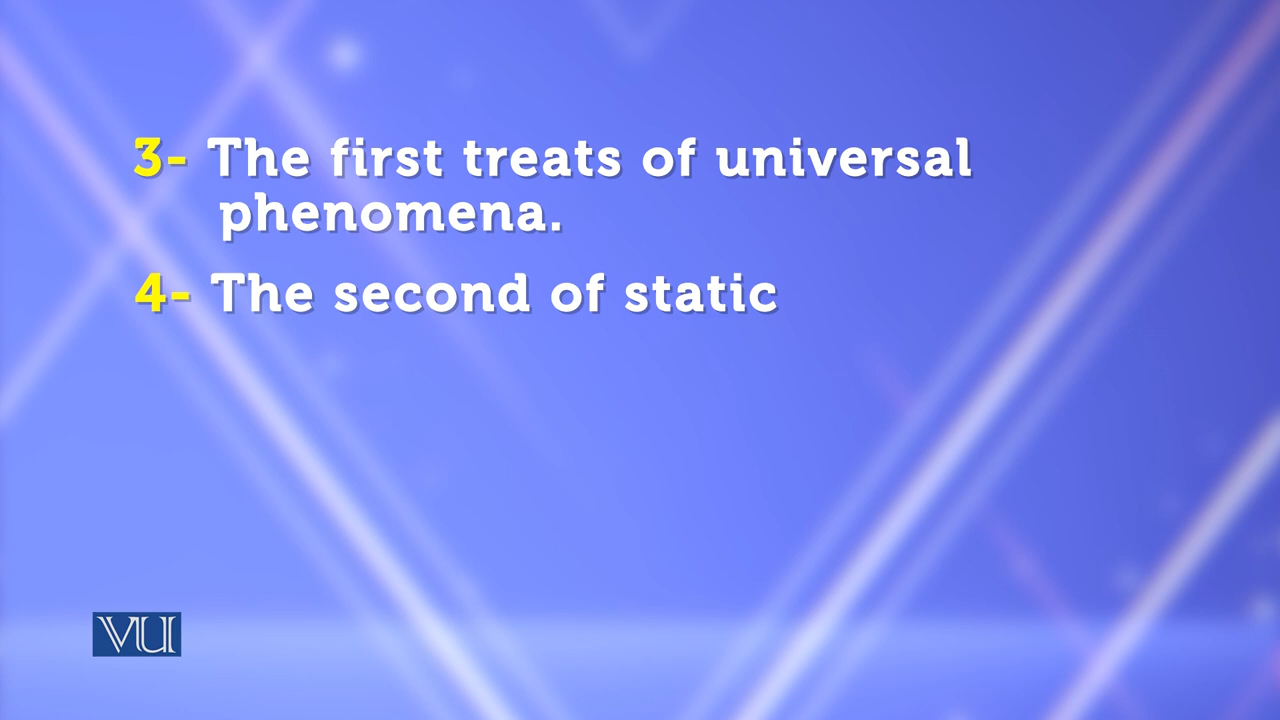 3- The first treats of universal
phenomena.
4- The second of static
VU